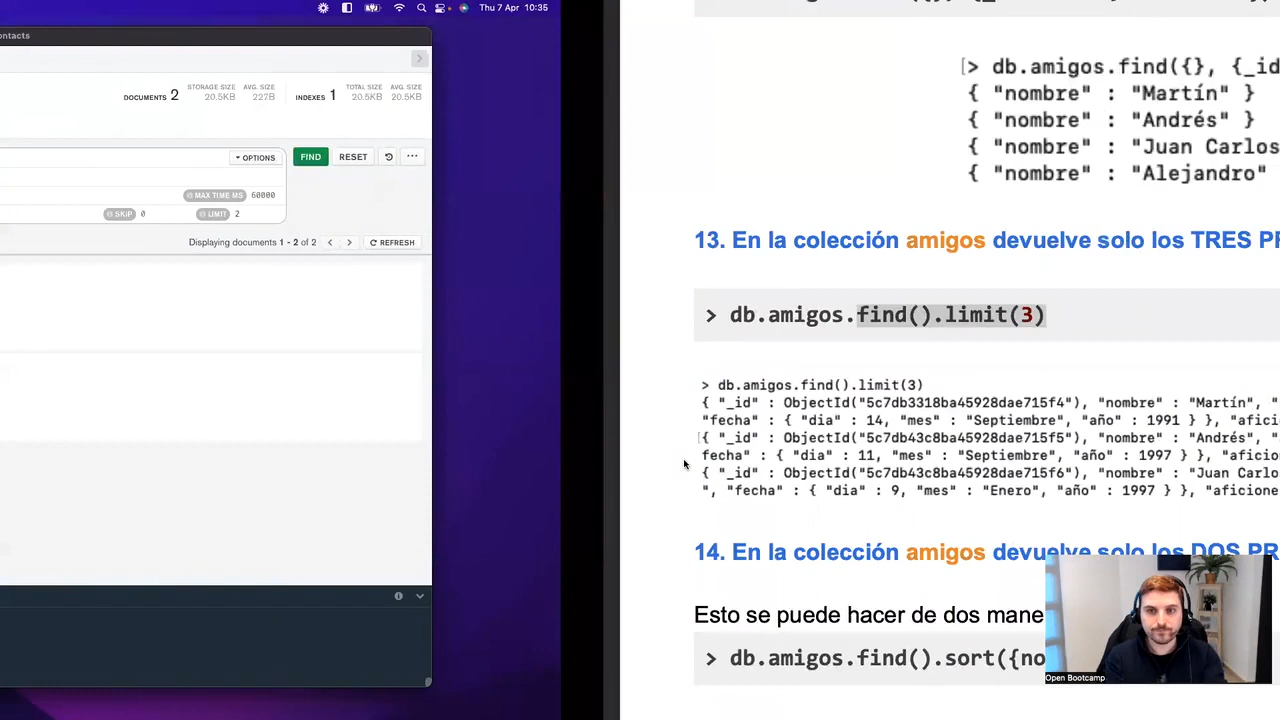 Thu 7 Apr 10:35
ontacts
DOCUMENTS 2
STORAGE SIZE
20.5KB
AVG. SIZE
227B
INDEXES 1
TOTAL SIZE
20.5KB
AVG. SIZE
20.5KB
OPTIONS
FIND
RESET
MAX TIME MS 60000
SKIP 0
LIMIT 2
Displaying documents 1 - 2 of 2
REFRESH
> db.amigos.find({}, {_id
{ "nombre" : "Martín" }
{ "nombre" : "Andrés" }
{ "nombre" : "Juan Carlos
{ "nombre" : "Alejandro"
13. En la colección amigos devuelve solo los TRES PR
> db.amigos.find().limit(3)
> db.amigos.find().limit(3)
{ "_id" : ObjectId("5c7db3318ba45928dae715f4"), "nombre" : "Martín", "
"fecha" : { "dia" : 14, "mes" : "Septiembre", "año" : 1991 } }, "afici
{ "_id" : ObjectId("5c7db43c8ba45928dae715f5"), "nombre" : "Andrés", "
fecha" : { "dia" : 11, "mes" : "Septiembre", "año" : 1997 } }, "aficio
{ "_id" : ObjectId("5c7db43c8ba45928dae715f6"), "nombre" : "Juan Carlo
", "fecha" : { "dia" : 9, "mes" : "Enero", "año" : 1997 } }, "aficione
14. En la colección amigos devuelve solo los DOS PR
Esto se puede hacer de dos mane
> db.amigos.find().sort({no
Open Bootcamp